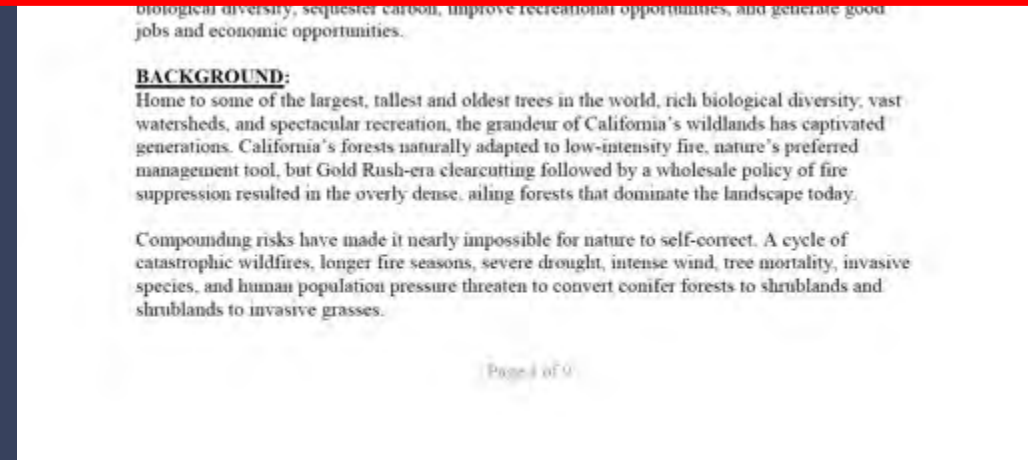 biological diversity, sequester carbon, improve recreational opportunities, and generate good
jobs and economic opportunities.
BACKGROUND:
Home to some of the largest, tallest and oldest trees in the world, rich biological diversity, vast
watersheds, and spectacular recreation, the grandeur of California's wildlands has captivated
generations. California's forests naturally adapted to low-intensity fire, nature's preferred
management tool, but Gold Rush-era clearcutting followed by a wholesale policy of fire
suppression resulted in the overly dense, ailing forests that dominate the landscape today.
Compounding risks have made it nearly impossible for nature to self-correct. A cycle of
catastrophic wildfires, longer fire seasons, severe drought, intense wind, tree mortality, invasive
species, and human population pressure threaten to convert conifer forests to shrublands and
shrublands to invasive grasses.
Page of 9